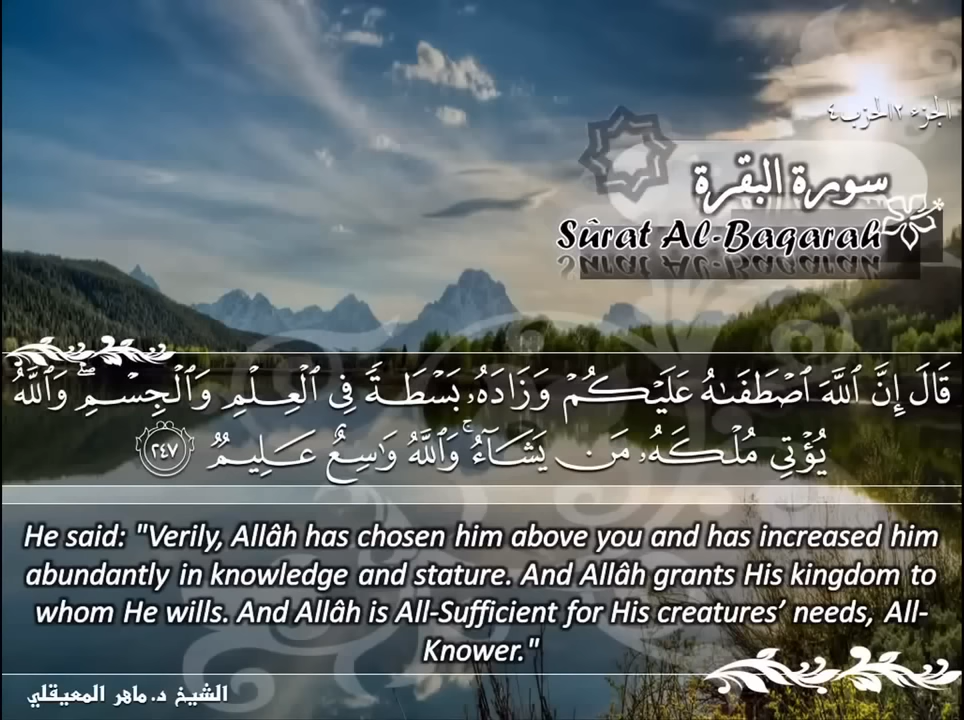 الجزء ٢ الحزب ٤
سورة البقرة
Sûrat Al-Baqarah
قَالَ إِنَّ ٱللَّهَ ٱصْطَفَىٰهُ عَلَيْكُمْ وَزَادَهُۥ بَسْطَةً فِى ٱلْعِلْمِ وَٱلْجِسْمِ ۖ وَٱللَّهُ
يُؤْتِى مُلْكَهُۥ مَن يَشَآءُ ۚ وَٱللَّهُ وَٰسِعٌ عَلِيمٌ ٢٤٧
He said: "Verily, Allâh has chosen him above you and has increased him
abundantly in knowledge and stature. And Allâh grants His kingdom to
whom He wills. And Allâh is All-Sufficient for His creatures’ needs, All-
Knower."
الشيخ د. ماهر المعيقلي